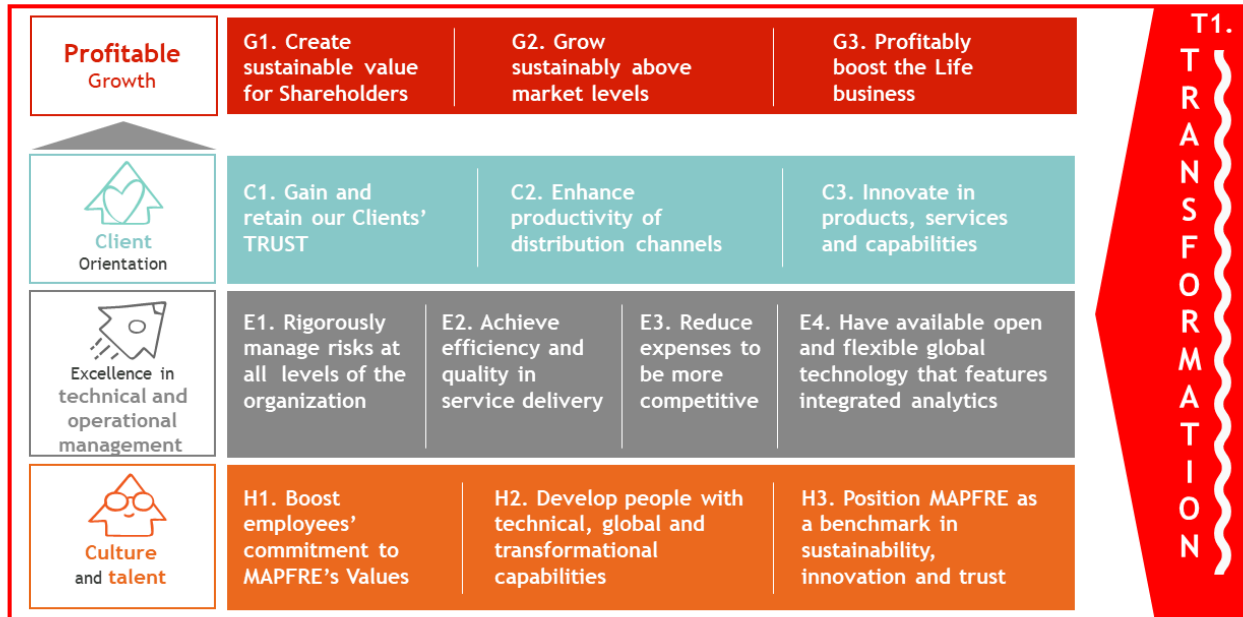 Profitable
Growth
G1. Create
sustainable value
for Shareholders
G2. Grow
sustainably above
market levels
G3. Profitably
boost the Life
business
Client
Orientation
C1. Gain and
retain our Clients’
TRUST
C2. Enhance
productivity of
distribution channels
C3. Innovate in
products, services
and capabilities
Excellence in
technical and
operational
management
E1. Rigorously
manage risks at
all levels of the
organization
E2. Achieve
efficiency and
quality in
service delivery
E3. Reduce
expenses to
be more
competitive
E4. Have available open
and flexible global
technology that features
integrated analytics
Culture
and talent
H1. Boost
employees’
commitment to
MAPFRE’s Values
H2. Develop people with
technical, global and
transformational
capabilities
H3. Position MAPFRE as
a benchmark in
sustainability,
innovation and trust
T1.
TRANSFORMATION